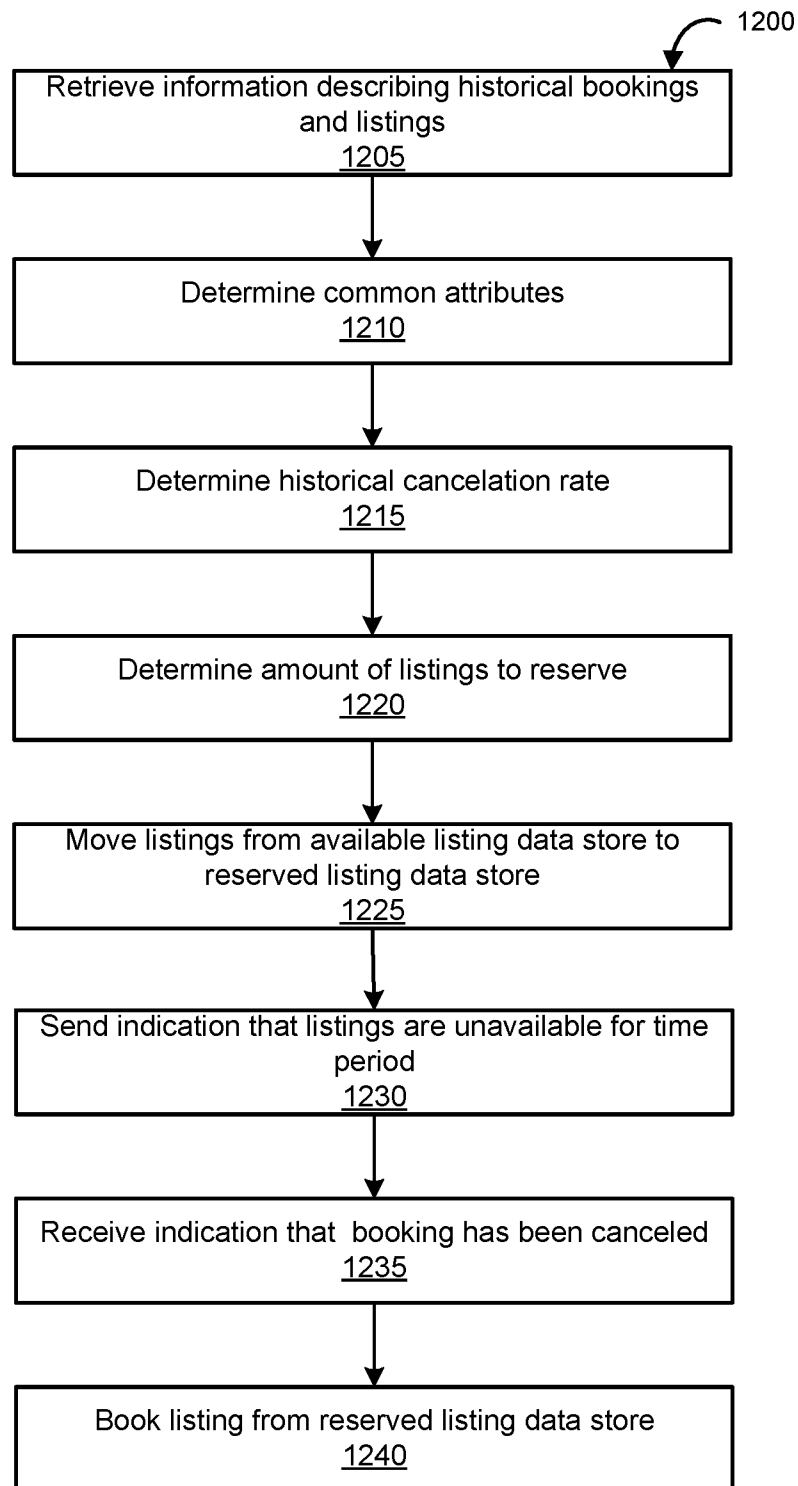 1200
Retrieve information describing historical bookings
and listings
1205
Determine common attributes
1210
Determine historical cancelation rate
1215
Determine amount of listings to reserve
1220
Move listings from available listing data store to
reserved listing data store
1225
Send indication that listings are unavailable for time
period
1230
Receive indication that booking has been canceled
1235
Book listing from reserved listing data store
1240